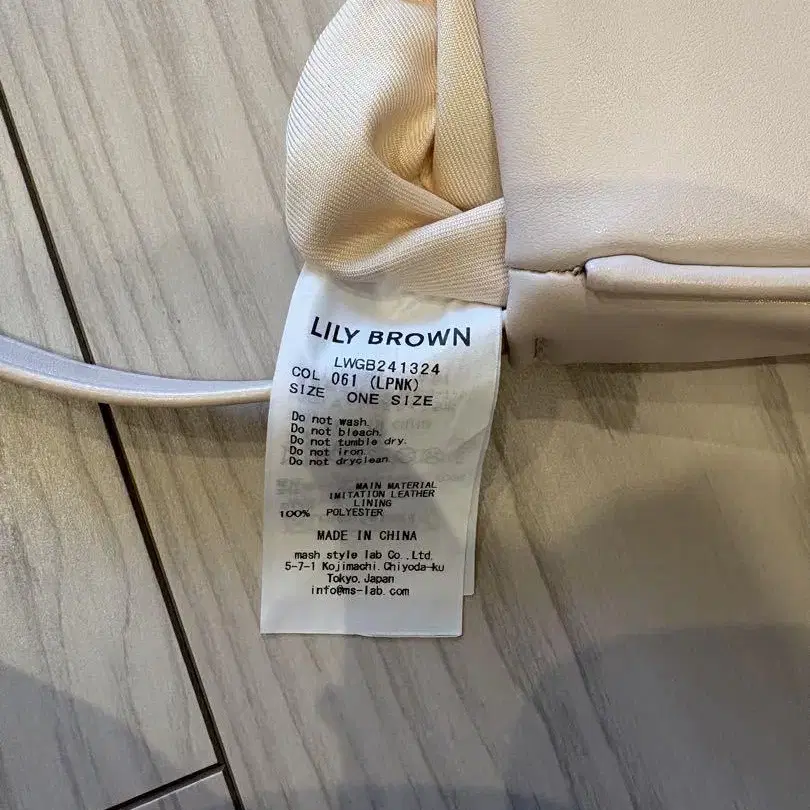 LILY BROWN
LWGB241324
COL 061 (LPNK)
SIZE ONE SIZE
Do not wash.
Do not bleach.
Do not tumble dry.
Do not iron.
Do not dryclean.
MAIN MATERIAL
IMITATION LEATHER
LINING
100% POLYESTER
MADE IN CHINA
mash style lab Co.,Ltd.
5-7-1 Kojimachi,Chiyoda-ku
Tokyo,Japan
info@ms-lab.com